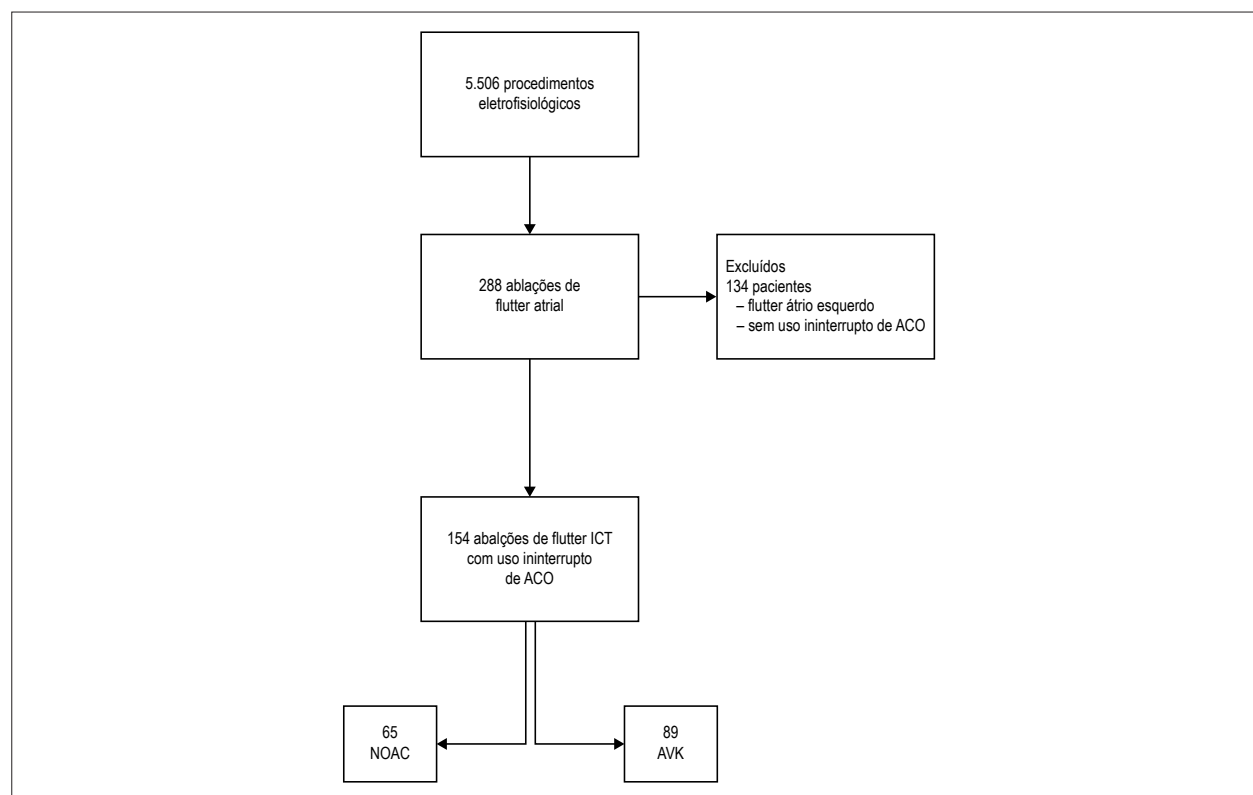 5.506 procedimentos
eletrofisiológicos
288 ablações de
flutter atrial
Excluídos
134 pacientes
– flutter átrio esquerdo
– sem uso ininterrupto de ACO
154 abalções de flutter ICT
com uso ininterrupto
de ACO
65
NOAC
89
AVK